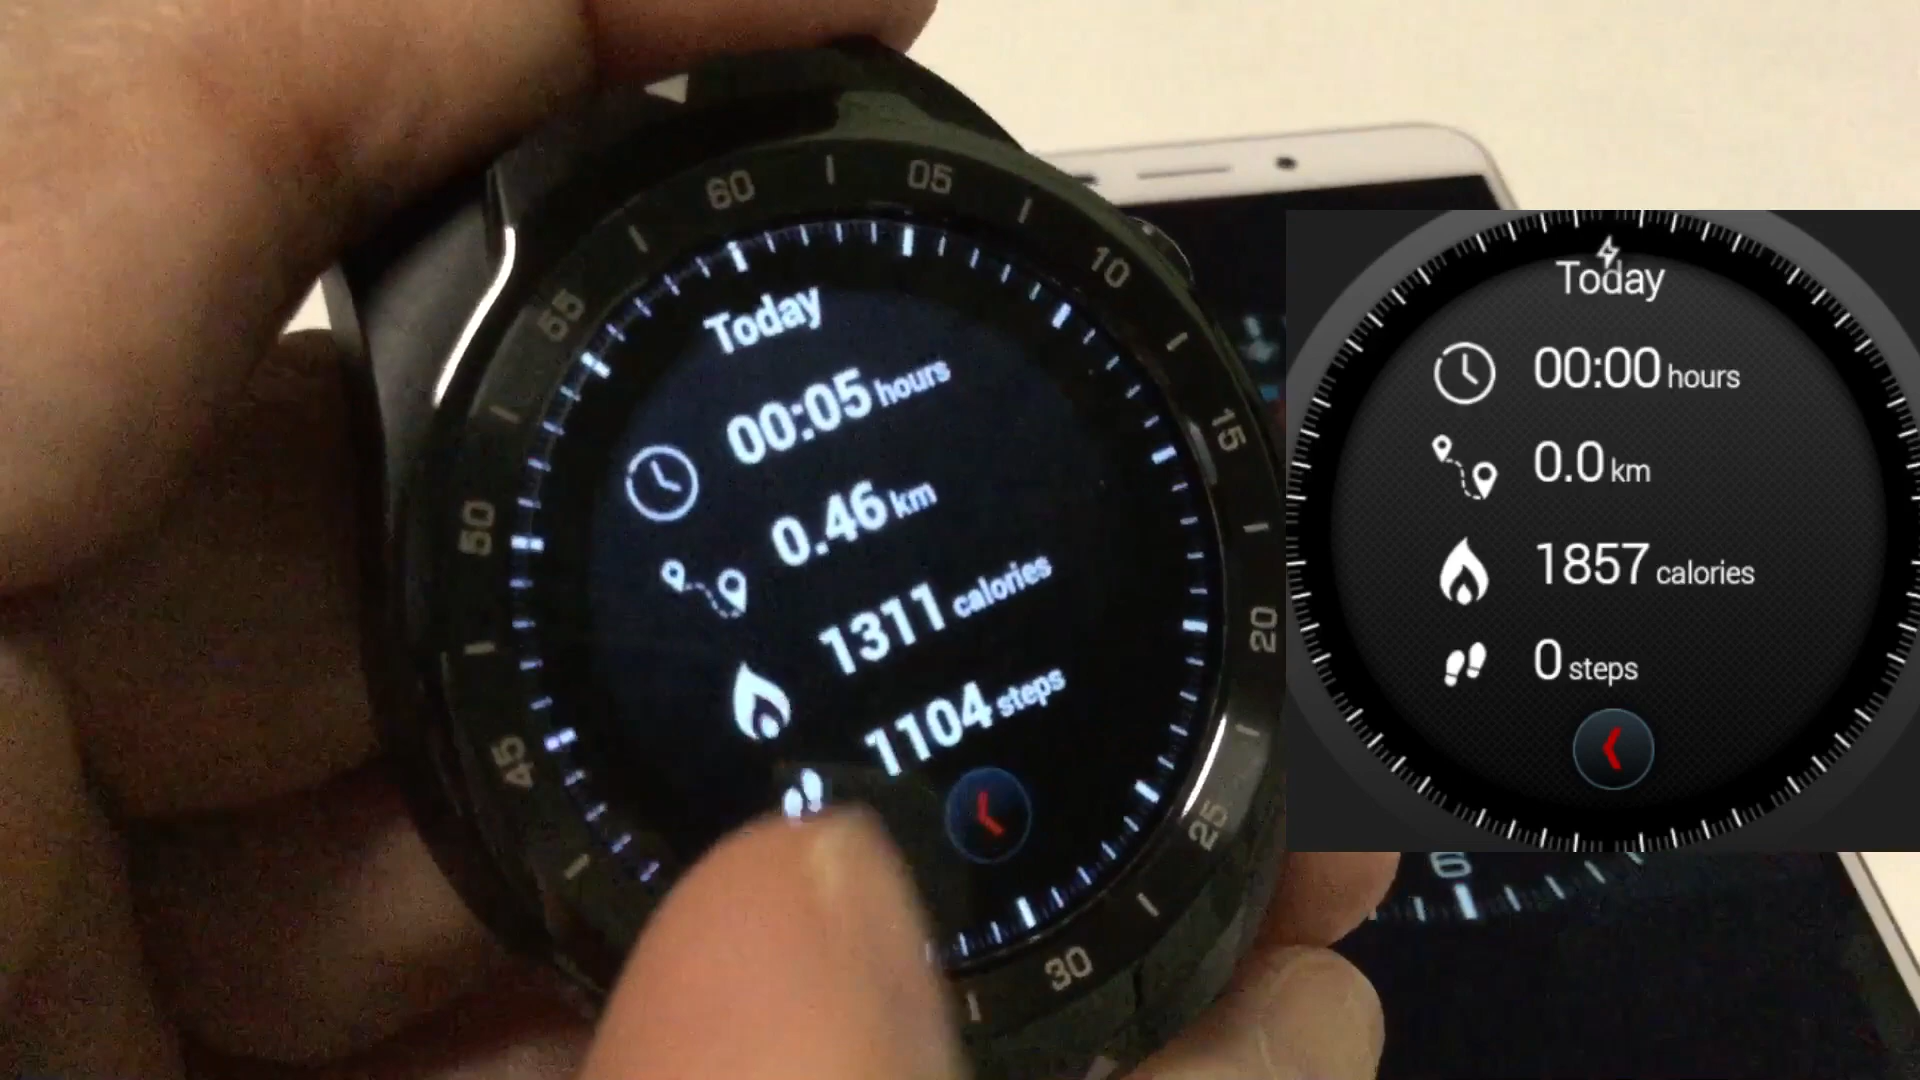 60
05
10
15
20
25
30
45
50
55
Today
00:05 hours
0.46 km
1311 calories
1104 steps
Today
00:00 hours
0.0 km
1857 calories
0 steps
6